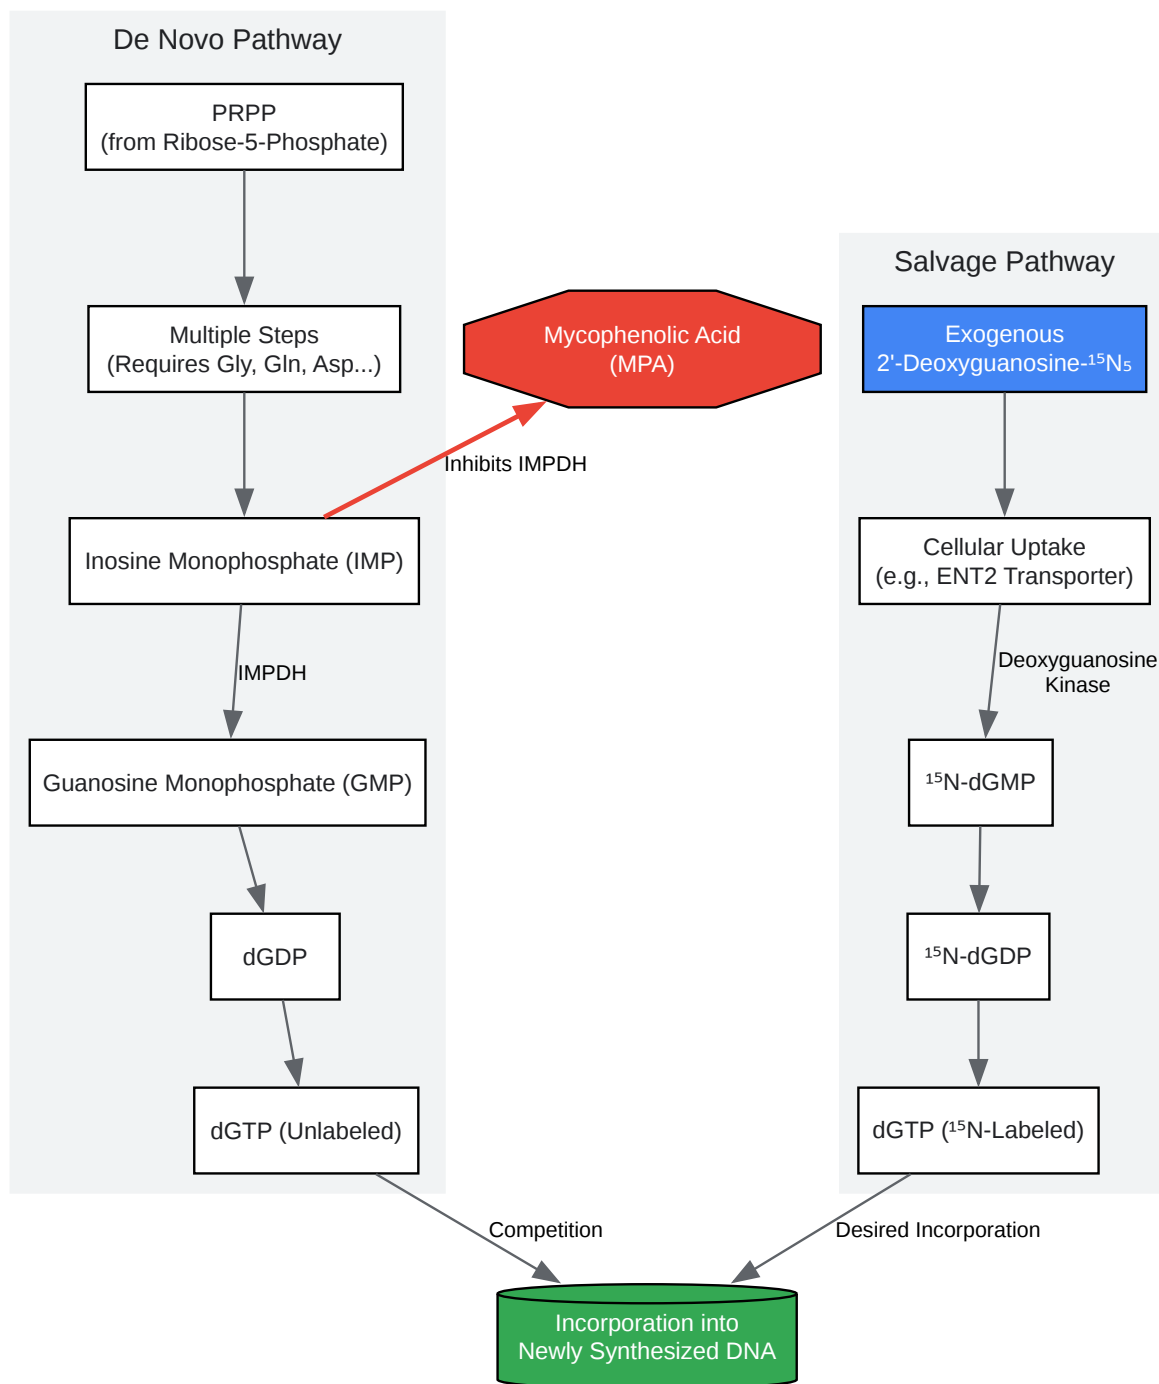 De Novo Pathway
PRPP
(from Ribose-5-Phosphate)
Multiple Steps
(Requires Gly, Gln, Asp...)
Inosine Monophosphate (IMP)
IMPDH
Guanosine Monophosphate (GMP)
dGDP
dGTP (Unlabeled)
Mycophenolic Acid
(MPA)
Inhibits IMPDH
Salvage Pathway
Exogenous
2'-Deoxyguanosine-¹⁵N₅
Cellular Uptake
(e.g., ENT2 Transporter)
Deoxyguanosine
Kinase
¹⁵N-dGMP
¹⁵N-dGDP
dGTP (¹⁵N-Labeled)
Competition
Desired Incorporation
Incorporation into
Newly Synthesized DNA